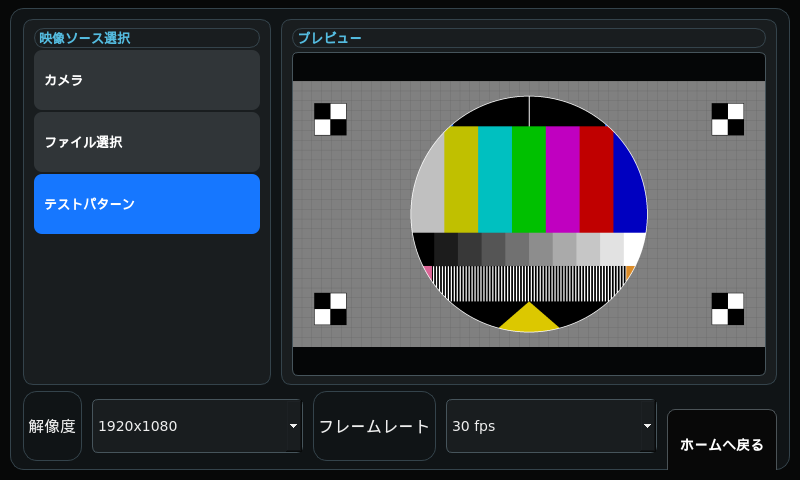 映像ソース選択
カメラ
ファイル選択
テストパターン
プレビュー
解像度
1920x1080
フレームレート
30 fps
ホームへ戻る